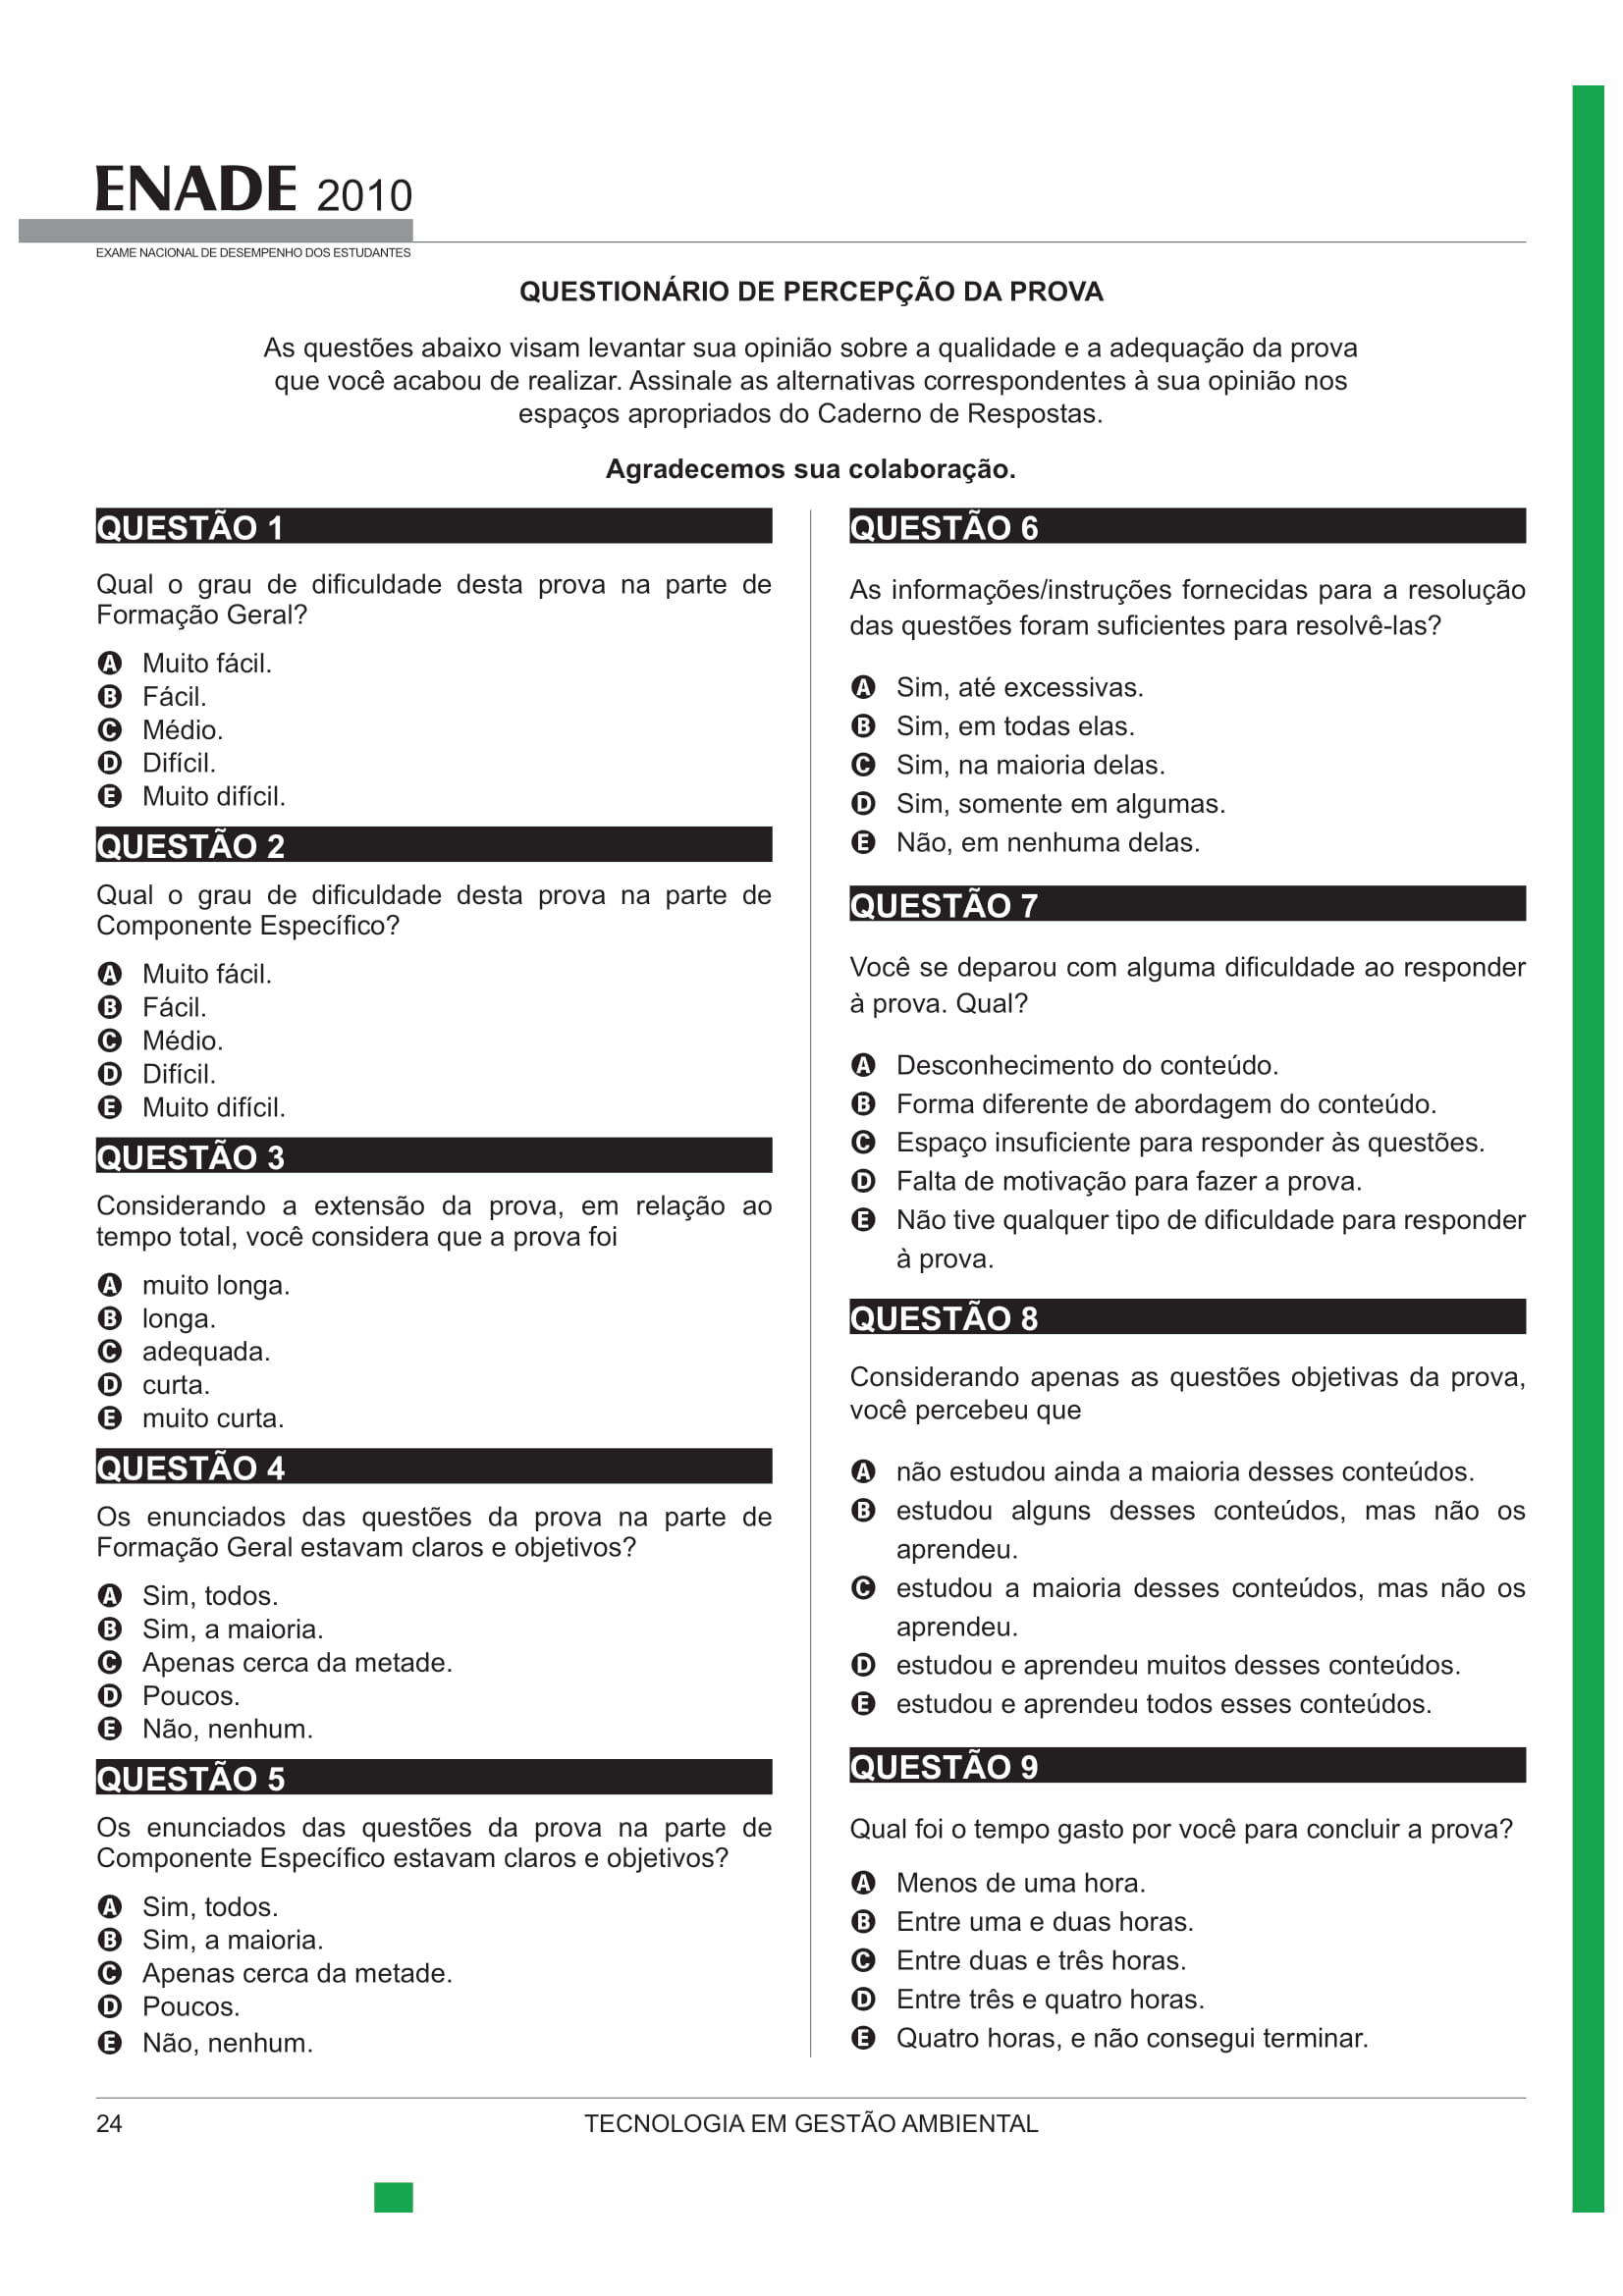 ENADE 2010
EXAME NACIONAL DE DESEMPENHO DOS ESTUDANTES
QUESTIONÁRIO DE PERCEPÇÃO DA PROVA
As questões abaixo visam levantar sua opinião sobre a qualidade e a adequação da prova
que você acabou de realizar. Assinale as alternativas correspondentes à sua opinião nos
espaços apropriados do Caderno de Respostas.
Agradecemos sua colaboração.
QUESTÃO 1
Qual o grau de dificuldade desta prova na parte de
Formação Geral?
A Muito fácil.
B Fácil.
C Médio.
D Difícil.
E Muito difícil.
QUESTÃO 2
Qual o grau de dificuldade desta prova na parte de
Componente Específico?
A Muito fácil.
B Fácil.
C Médio.
D Difícil.
E Muito difícil.
QUESTÃO 3
Considerando a extensão da prova, em relação ao
tempo total, você considera que a prova foi
A muito longa.
B longa.
C adequada.
D curta.
E muito curta.
QUESTÃO 4
Os enunciados das questões da prova na parte de
Formação Geral estavam claros e objetivos?
A Sim, todos.
B Sim, a maioria.
C Apenas cerca da metade.
D Poucos.
E Não, nenhum.
QUESTÃO 5
Os enunciados das questões da prova na parte de
Componente Específico estavam claros e objetivos?
A Sim, todos.
B Sim, a maioria.
C Apenas cerca da metade.
D Poucos.
E Não, nenhum.
QUESTÃO 6
As informações/instruções fornecidas para a resolução
das questões foram suficientes para resolvê-las?
A Sim, até excessivas.
B Sim, em todas elas.
C Sim, na maioria delas.
D Sim, somente em algumas.
E Não, em nenhuma delas.
QUESTÃO 7
Você se deparou com alguma dificuldade ao responder
à prova. Qual?
A Desconhecimento do conteúdo.
B Forma diferente de abordagem do conteúdo.
C Espaço insuficiente para responder às questões.
D Falta de motivação para fazer a prova.
E Não tive qualquer tipo de dificuldade para responder
à prova.
QUESTÃO 8
Considerando apenas as questões objetivas da prova,
você percebeu que
A não estudou ainda a maioria desses conteúdos.
B estudou alguns desses conteúdos, mas não os
aprendeu.
C estudou a maioria desses conteúdos, mas não os
aprendeu.
D estudou e aprendeu muitos desses conteúdos.
E estudou e aprendeu todos esses conteúdos.
QUESTÃO 9
Qual foi o tempo gasto por você para concluir a prova?
A Menos de uma hora.
B Entre uma e duas horas.
C Entre duas e três horas.
D Entre três e quatro horas.
E Quatro horas, e não consegui terminar.
24
TECNOLOGIA EM GESTÃO AMBIENTAL